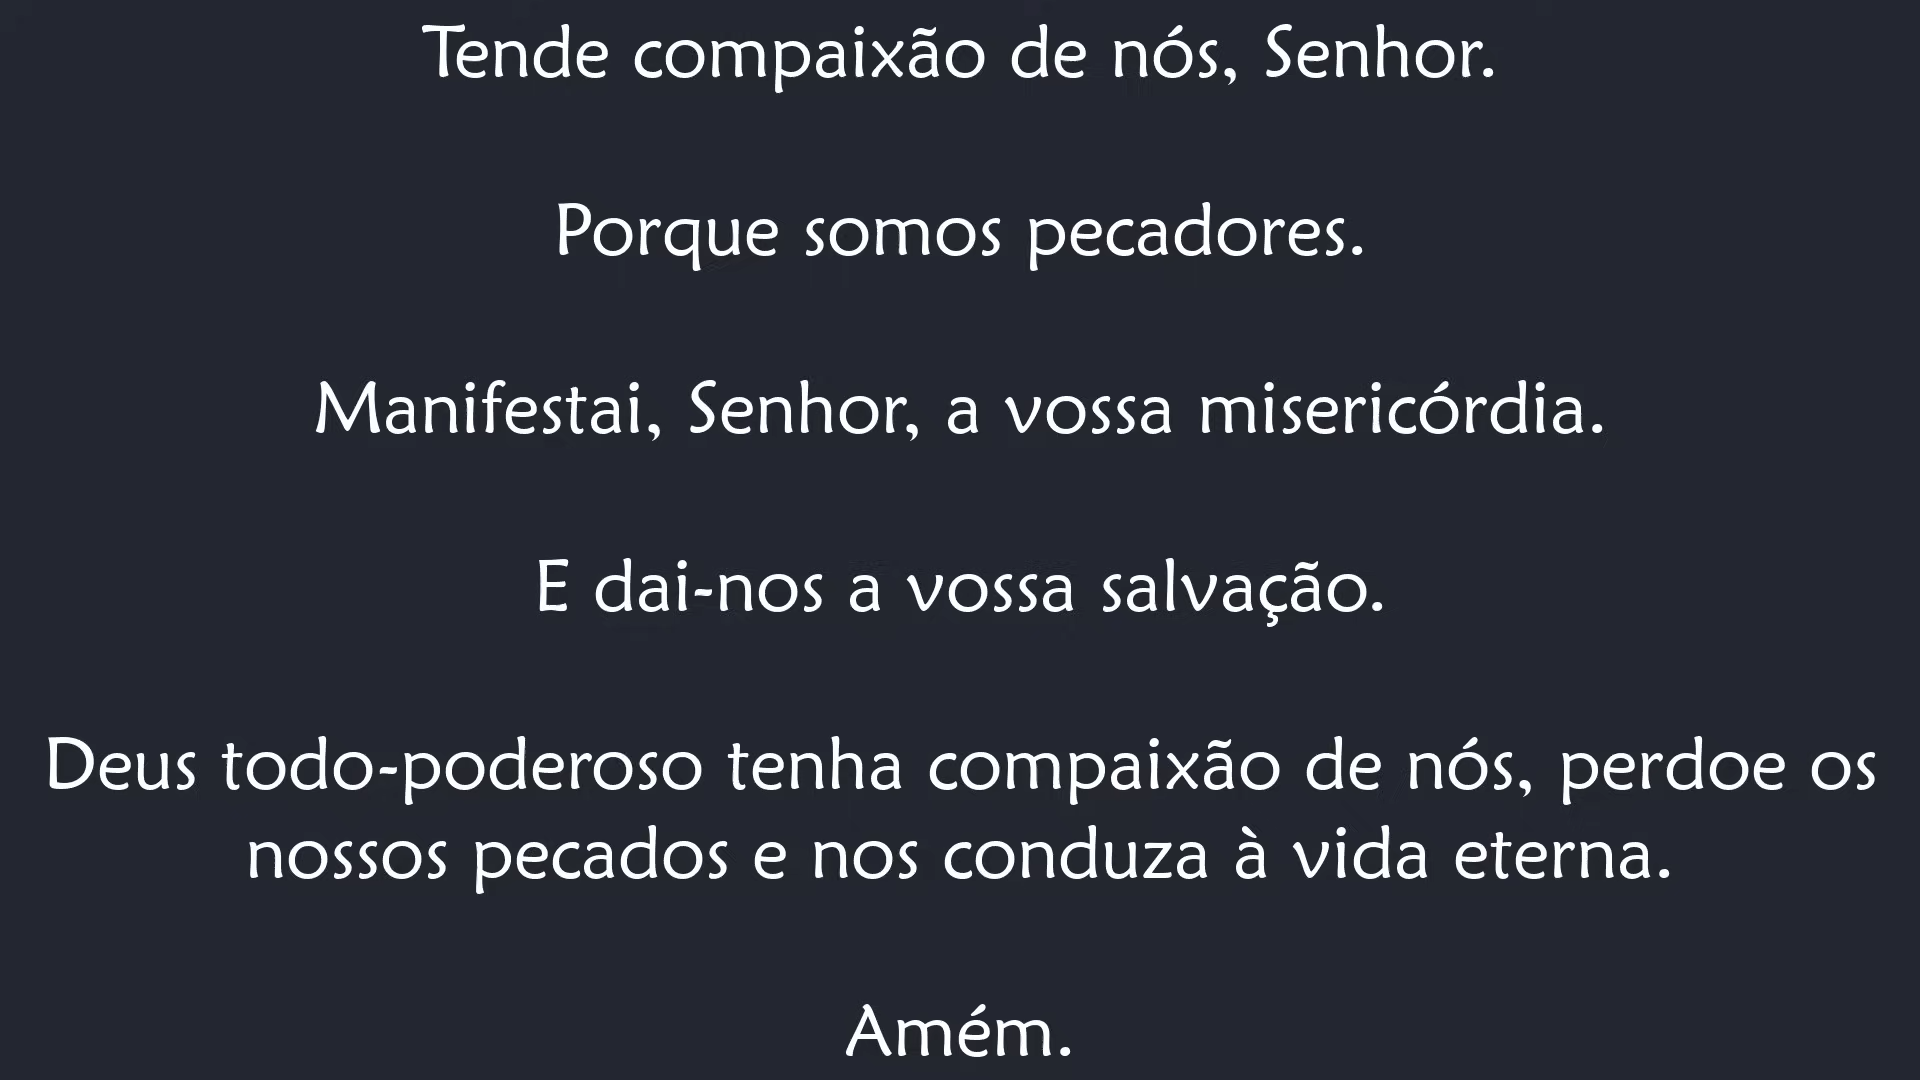 Tende compaixão de nós, Senhor.
Porque somos pecadores.
Manifestai, Senhor, a vossa misericórdia.
E dai-nos a vossa salvação.
Deus todo-poderoso tenha compaixão de nós, perdoe os
nossos pecados e nos conduza à vida eterna.
Amém.